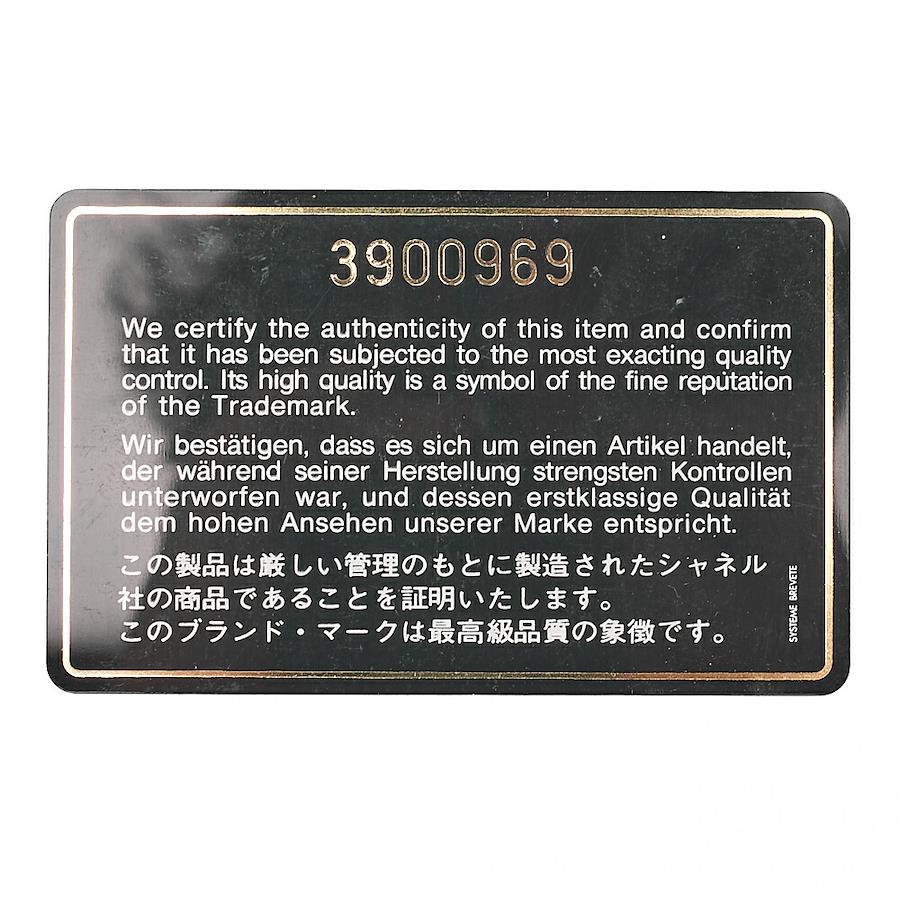 3900969
We certify the authenticity of this item and confirm
that it has been subjected to the most exacting quality
control. Its high quality is a symbol of the fine reputation
of the Trademark.
Wir bestätigen, dass es sich um einen Artikel handelt,
der während seiner Herstellung strengsten Kontrollen
unterworfen war, und dessen erstklassige Qualität
dem hohen Ansehen unserer Marke entspricht.
この製品は厳しい管理のもとに製造されたシャネル
社の商品であることを証明いたします。
このブランド・マークは最高級品質の象徴です。
SYSTEME BREVETE